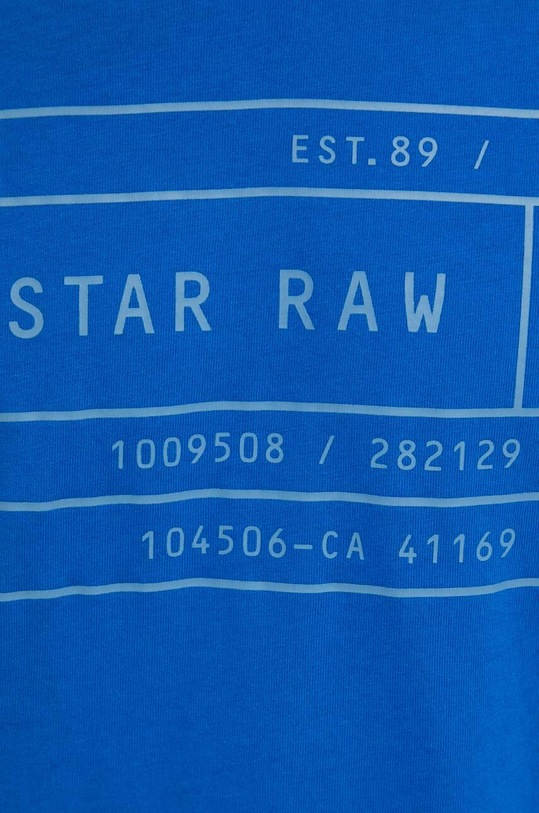 EST.89 /
STAR RAW
1009508 / 282129
104506-CA 41169